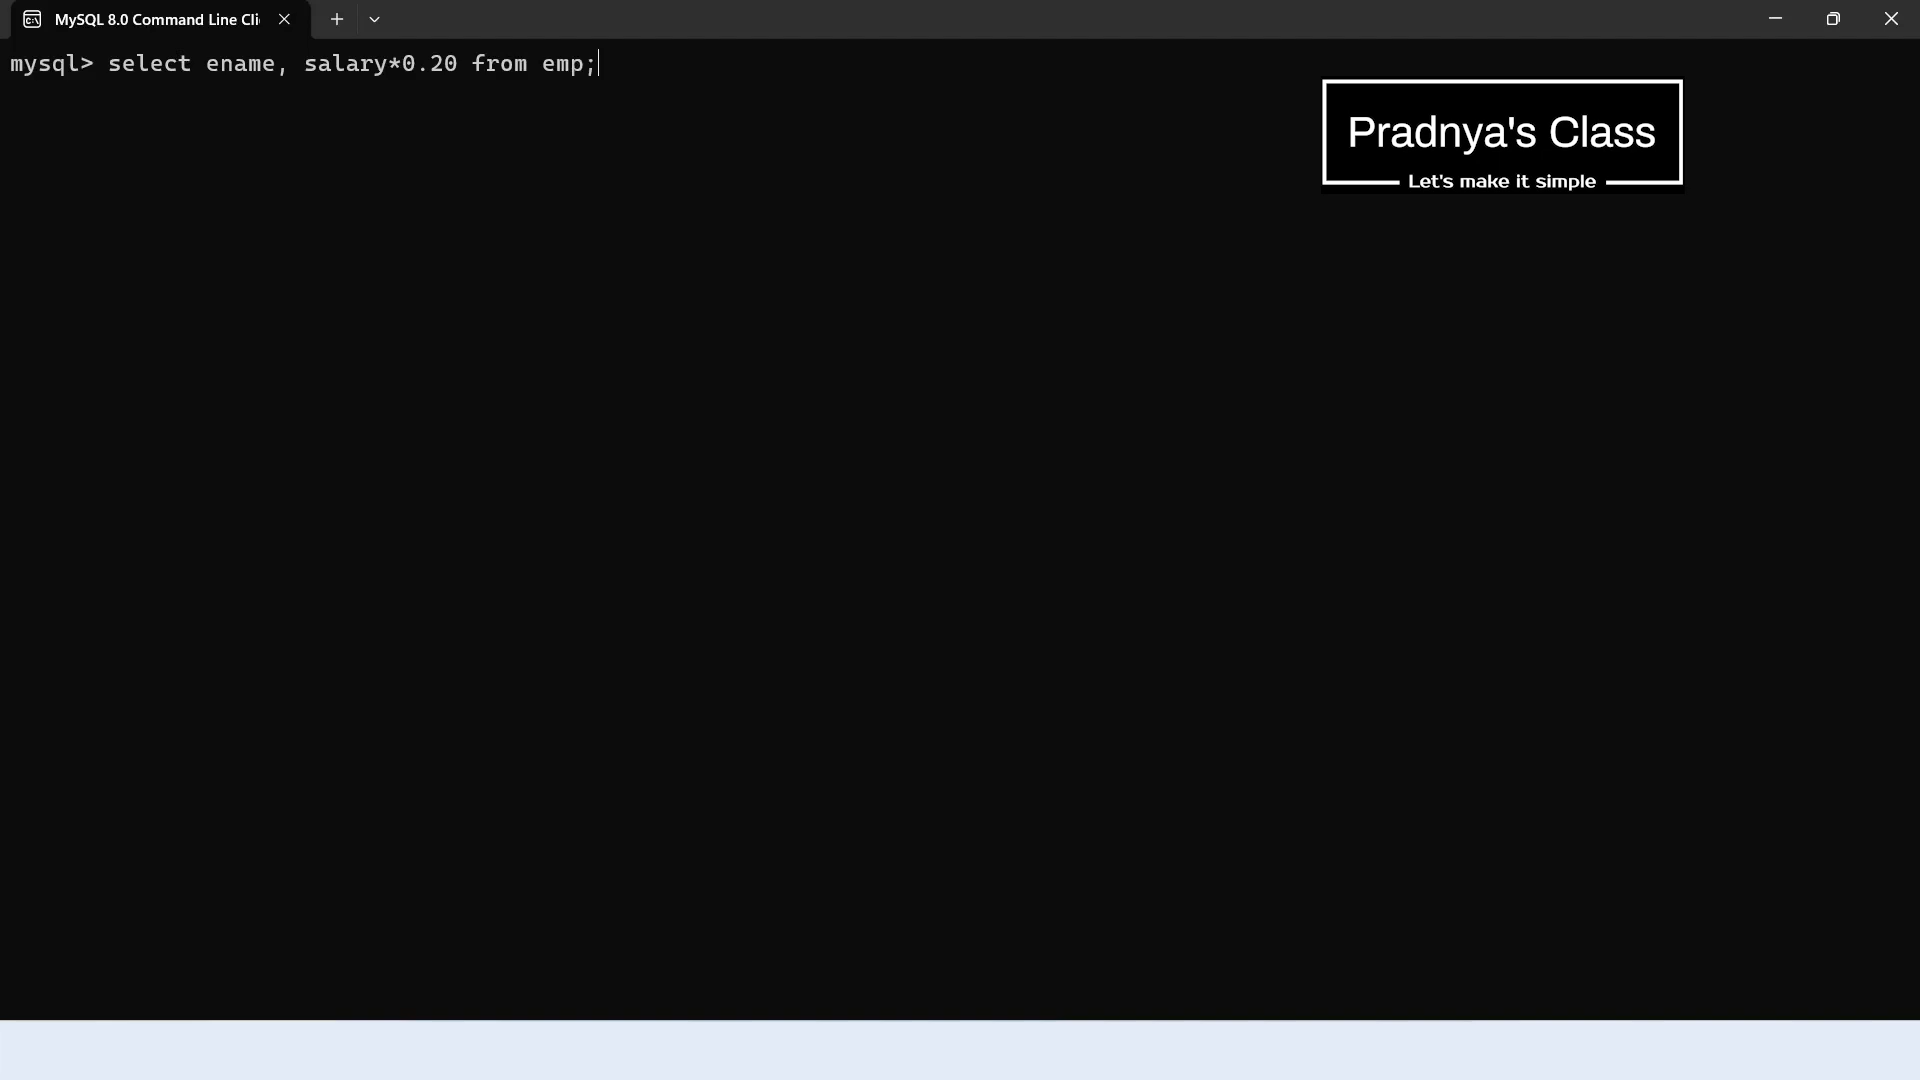 MySQL 8.0 Command Line Cli
mysql> select ename, salary*0.20 from emp;
Pradnya's Class
Let's make it simple